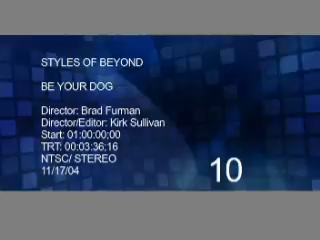 STYLES OF BEYOND
BE YOUR DOG
Director: Brad Furman
Director/Editor: Kirk Sullivan
Start: 01:00:00;00
TRT: 00:03:36;16
NTSC/ STEREO
11/17/04
10